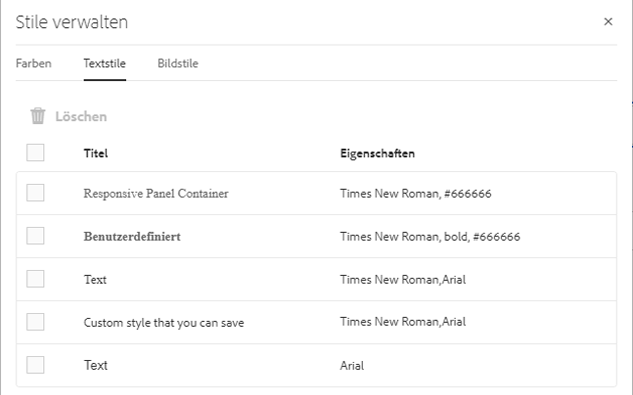 Stile verwalten ×
Farben Textstile Bildstile
Löschen
Titel Eigenschaften
Responsive Panel Container Times New Roman, #666666
Benutzerdefiniert Times New Roman, bold, #666666
Text Times New Roman,Arial
Custom style that you can save Times New Roman,Arial
Text Arial